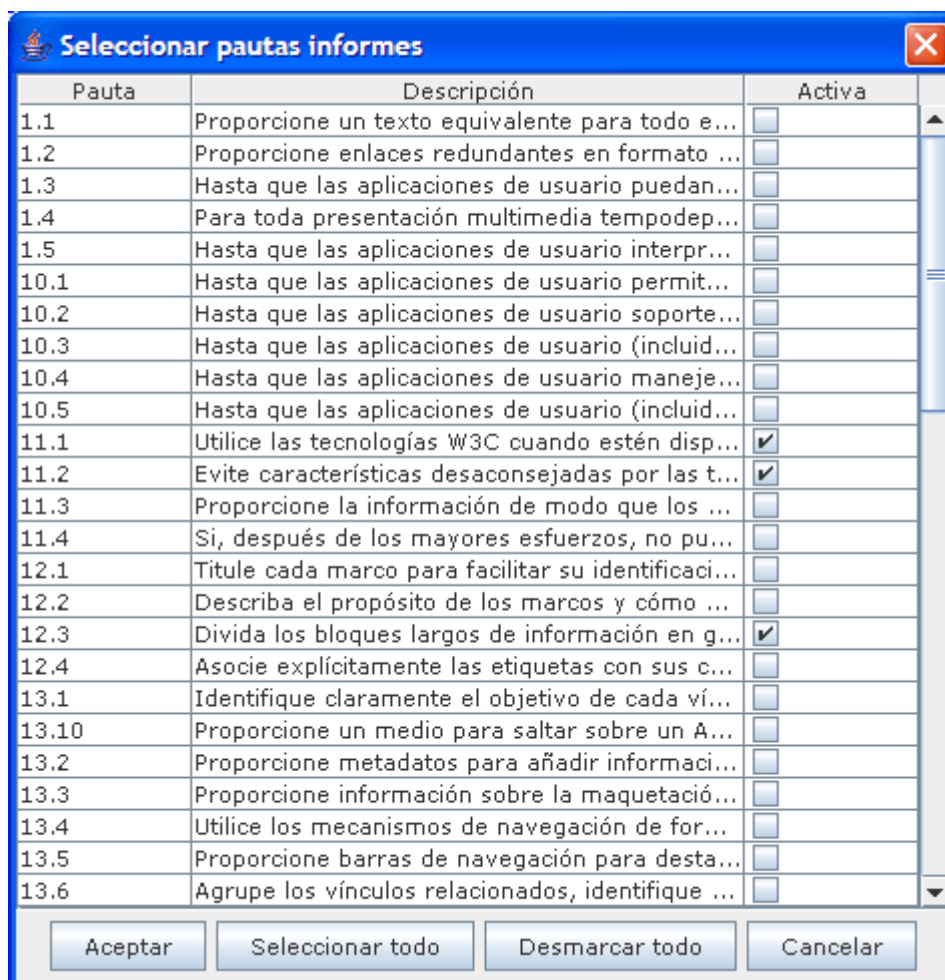 Seleccionar pautas informes
Pauta Descripción Activa
1.1 Proporcione un texto equivalente para todo e...
1.2 Proporcione enlaces redundantes en formato ...
1.3 Hasta que las aplicaciones de usuario puedan...
1.4 Para toda presentación multimedia tempodep...
1.5 Hasta que las aplicaciones de usuario interpr...
10.1 Hasta que las aplicaciones de usuario permit...
10.2 Hasta que las aplicaciones de usuario soporte...
10.3 Hasta que las aplicaciones de usuario (incluid...
10.4 Hasta que las aplicaciones de usuario maneje...
10.5 Hasta que las aplicaciones de usuario (incluid...
11.1 Utilice las tecnologías W3C cuando estén disp...
11.2 Evite características desaconsejadas por las t...
11.3 Proporcione la información de modo que los ...
11.4 Si, después de los mayores esfuerzos, no pu...
12.1 Titule cada marco para facilitar su identificaci...
12.2 Describa el propósito de los marcos y cómo ...
12.3 Divida los bloques largos de información en g...
12.4 Asocie explícitamente las etiquetas con sus c...
13.1 Identifique claramente el objetivo de cada ví...
13.10 Proporcione un medio para saltar sobre un A...
13.2 Proporcione metadatos para añadir informaci...
13.3 Proporcione información sobre la maquetació...
13.4 Utilice los mecanismos de navegación de for...
13.5 Proporcione barras de navegación para desta...
13.6 Agrupe los vínculos relacionados, identifique ...
Aceptar Seleccionar todo Desmarcar todo Cancelar